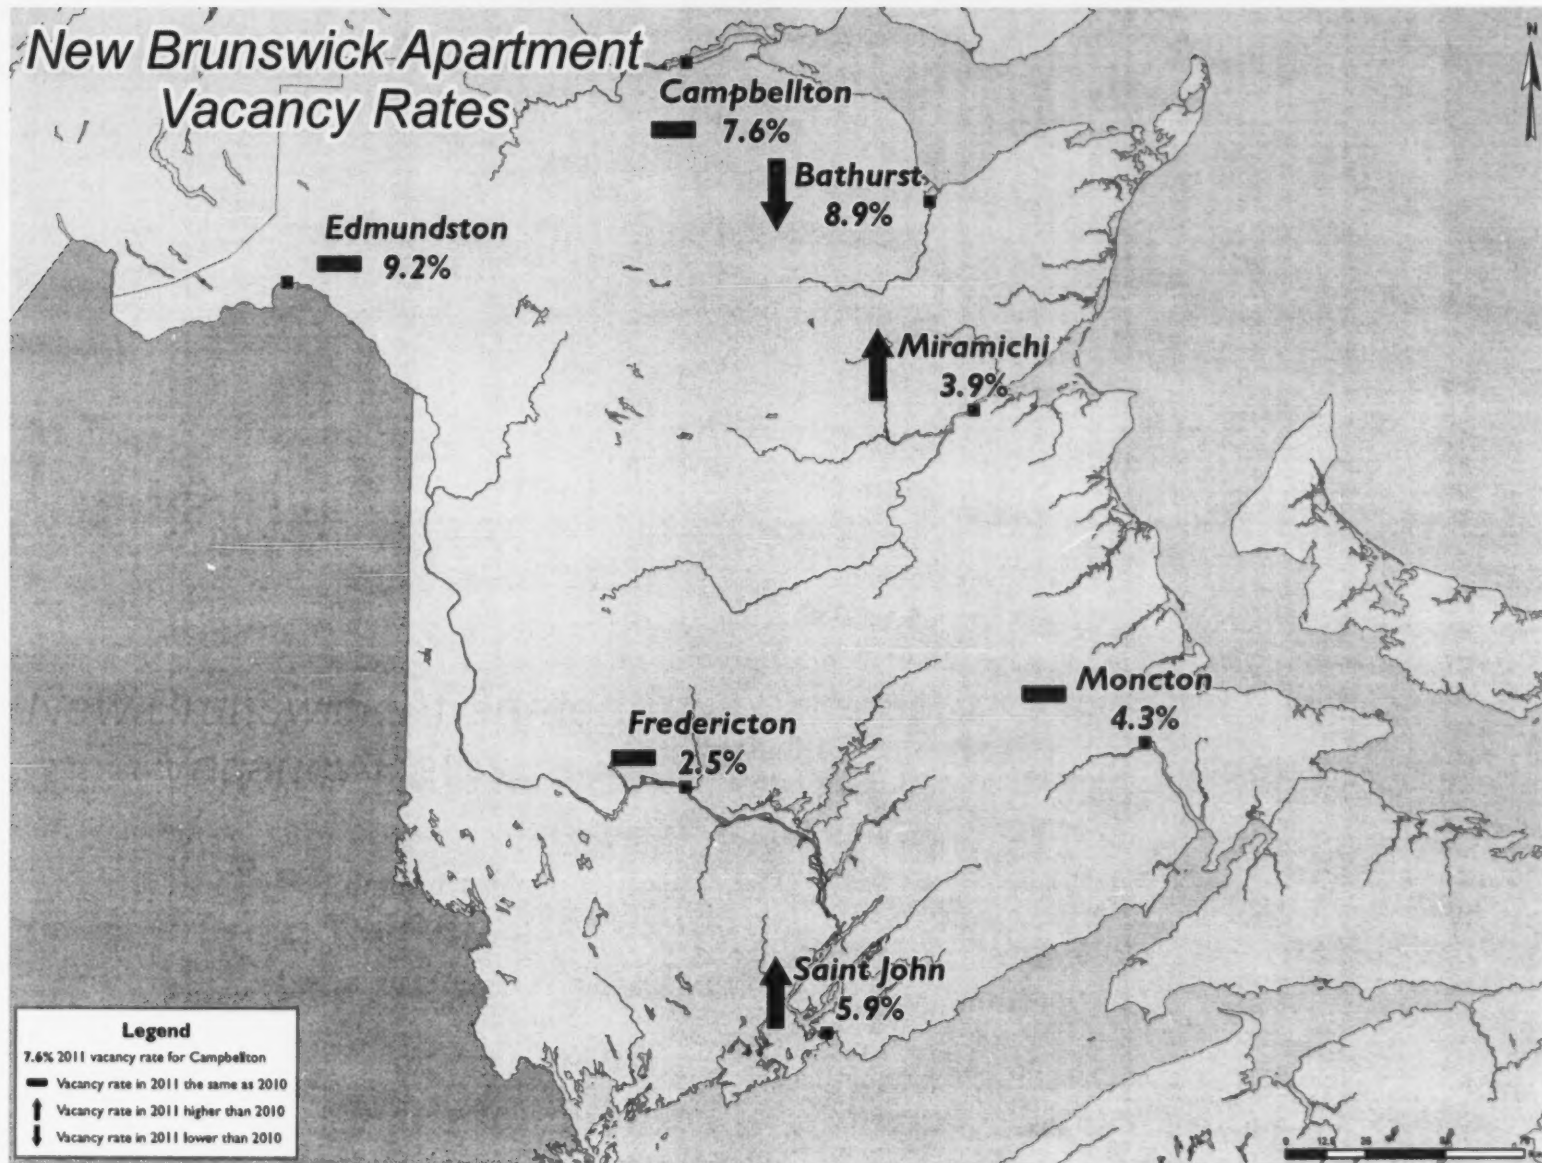 New Brunswick Apartment
Vacancy Rates
N
Campbellton
7.6%
Bathurst
8.9%
Edmundston
9.2%
Miramichi
3.9%
Moncton
4.3%
Fredericton
2.5%
Saint John
5.9%
Legend
7.6% 2011 vacancy rate for Campbellton
Vacancy rate in 2011 the same as 2010
Vacancy rate in 2011 higher than 2010
Vacancy rate in 2011 lower than 2010
0 12.5